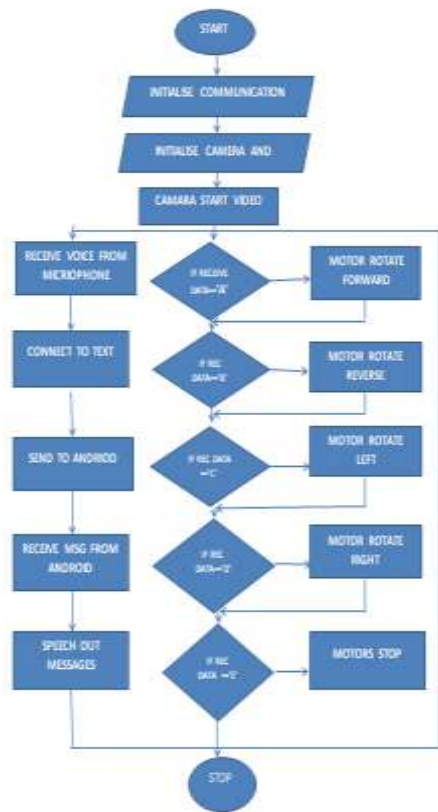 START
INITIALISE COMMUNICATION
INITIALISE CAMERA AND
CAMARA START VIDEO
RECEIVE VOICE FROM
MICRIOPHONE
CONNECT TO TEXT
SEND TO ANDRIOD
RECEIVE MSG FROM
ANDROID
SPEECH OUT
MESSAGES
IF RECEIVE
DATA=="A"
MOTOR ROTATE
FORWARD
IF REC
DATA=="B"
MOTOR ROTATE
REVERSE
IF REC DATA
=="C"
MOTOR ROTATE
LEFT
IF REC
DATA=="D"
MOTOR ROTATE
RIGHT
IF REC
DATA =="E"
MOTORS STOP
STOP